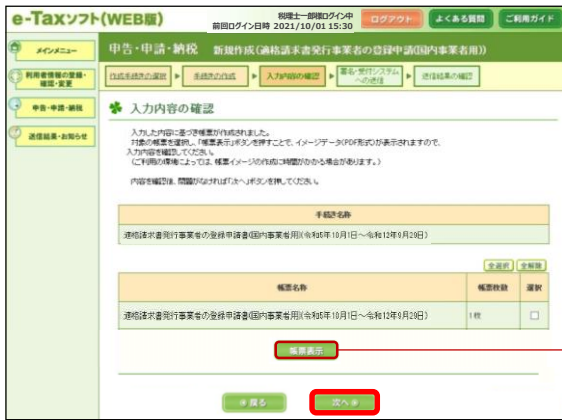 e-Taxソフト(WEB版)
税理士一郎様ログイン中
前回ログイン日時 2021/10/01 15:30
ログアウト
よくある質問
ご利用ガイド
メインメニュー
利用者情報の登録・
確認・変更
申告・申請・納税
送信結果・お知らせ
申告・申請・納税 新規作成(適格請求書発行事業者の登録申請(国内事業者用))
作成手続きの選択
手続きの作成
入力内容の確認
署名・受付システム
への送信
送信結果の確認
入力内容の確認
入力した内容に基づき帳票が作成されました。
対象の帳票を選択し、「帳票表示」ボタンを押すことで、イメージデータ(PDF形式)が表示されますので、
入力内容を確認してください。
(ご利用の環境によっては、帳票イメージの作成に時間がかかる場合があります。)
内容を確認後、問題がなければ「次へ」ボタンを押してください。
手続き名称
適格請求書発行事業者の登録申請書(国内事業者用)(令和5年10月1日～令和12年9月29日)
全選択
全解除
帳票名称
帳票枚数
選択
適格請求書発行事業者の登録申請書(国内事業者用)(令和5年10月1日～令和12年9月29日)
1枚
帳票表示
戻る
次へ